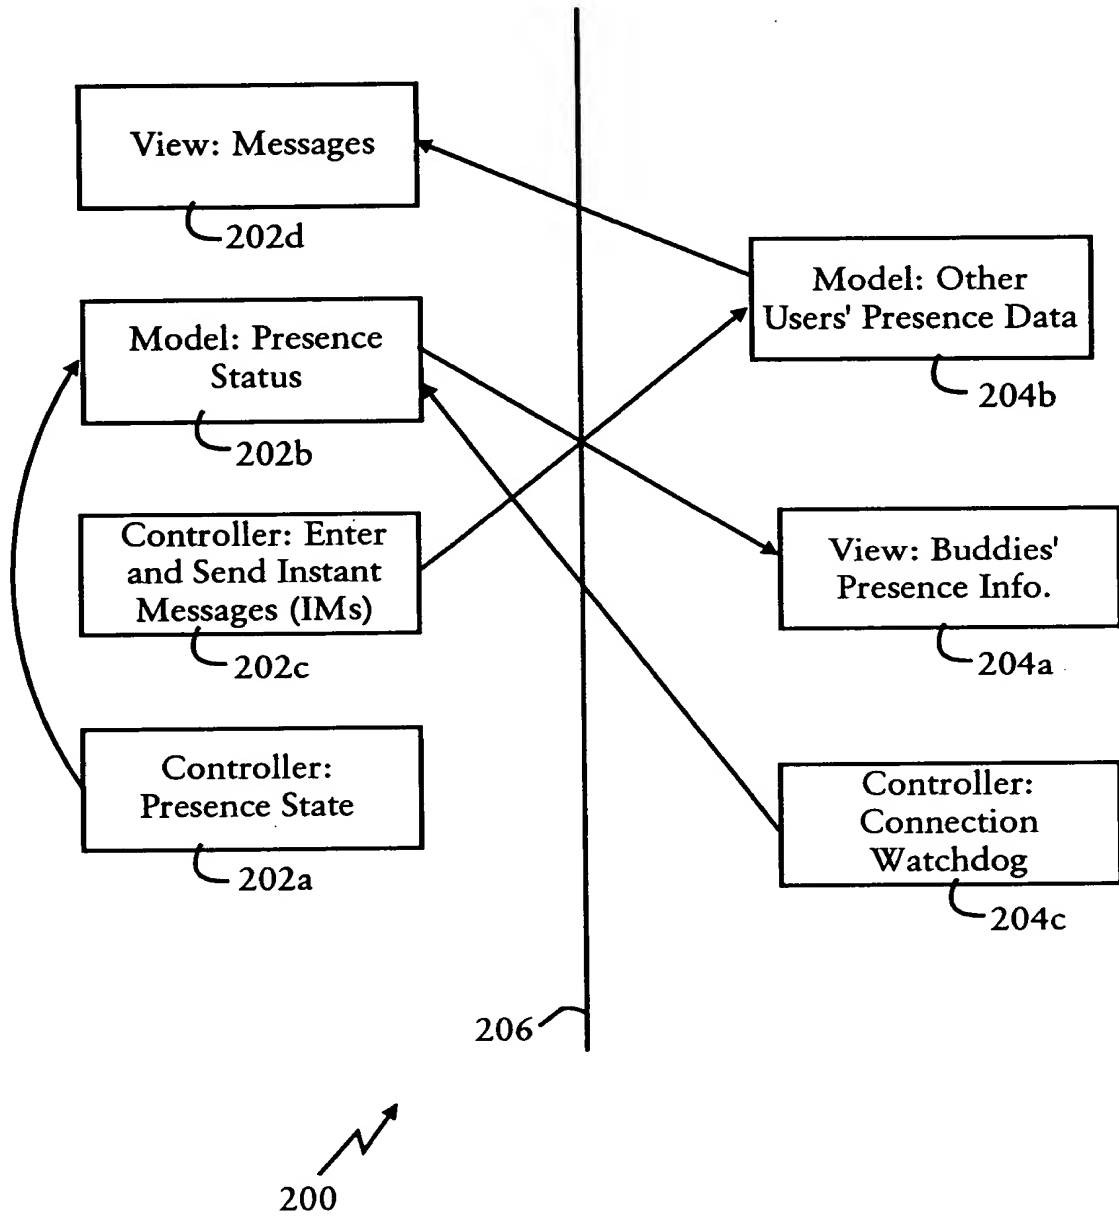 View: Messages
202d
Model: Presence
Status
202b
Controller: Enter
and Send Instant
Messages (IMs)
202c
Controller:
Presence State
202a
Model: Other
Users' Presence Data
204b
View: Buddies'
Presence Info.
204a
Controller:
Connection
Watchdog
204c
206
200